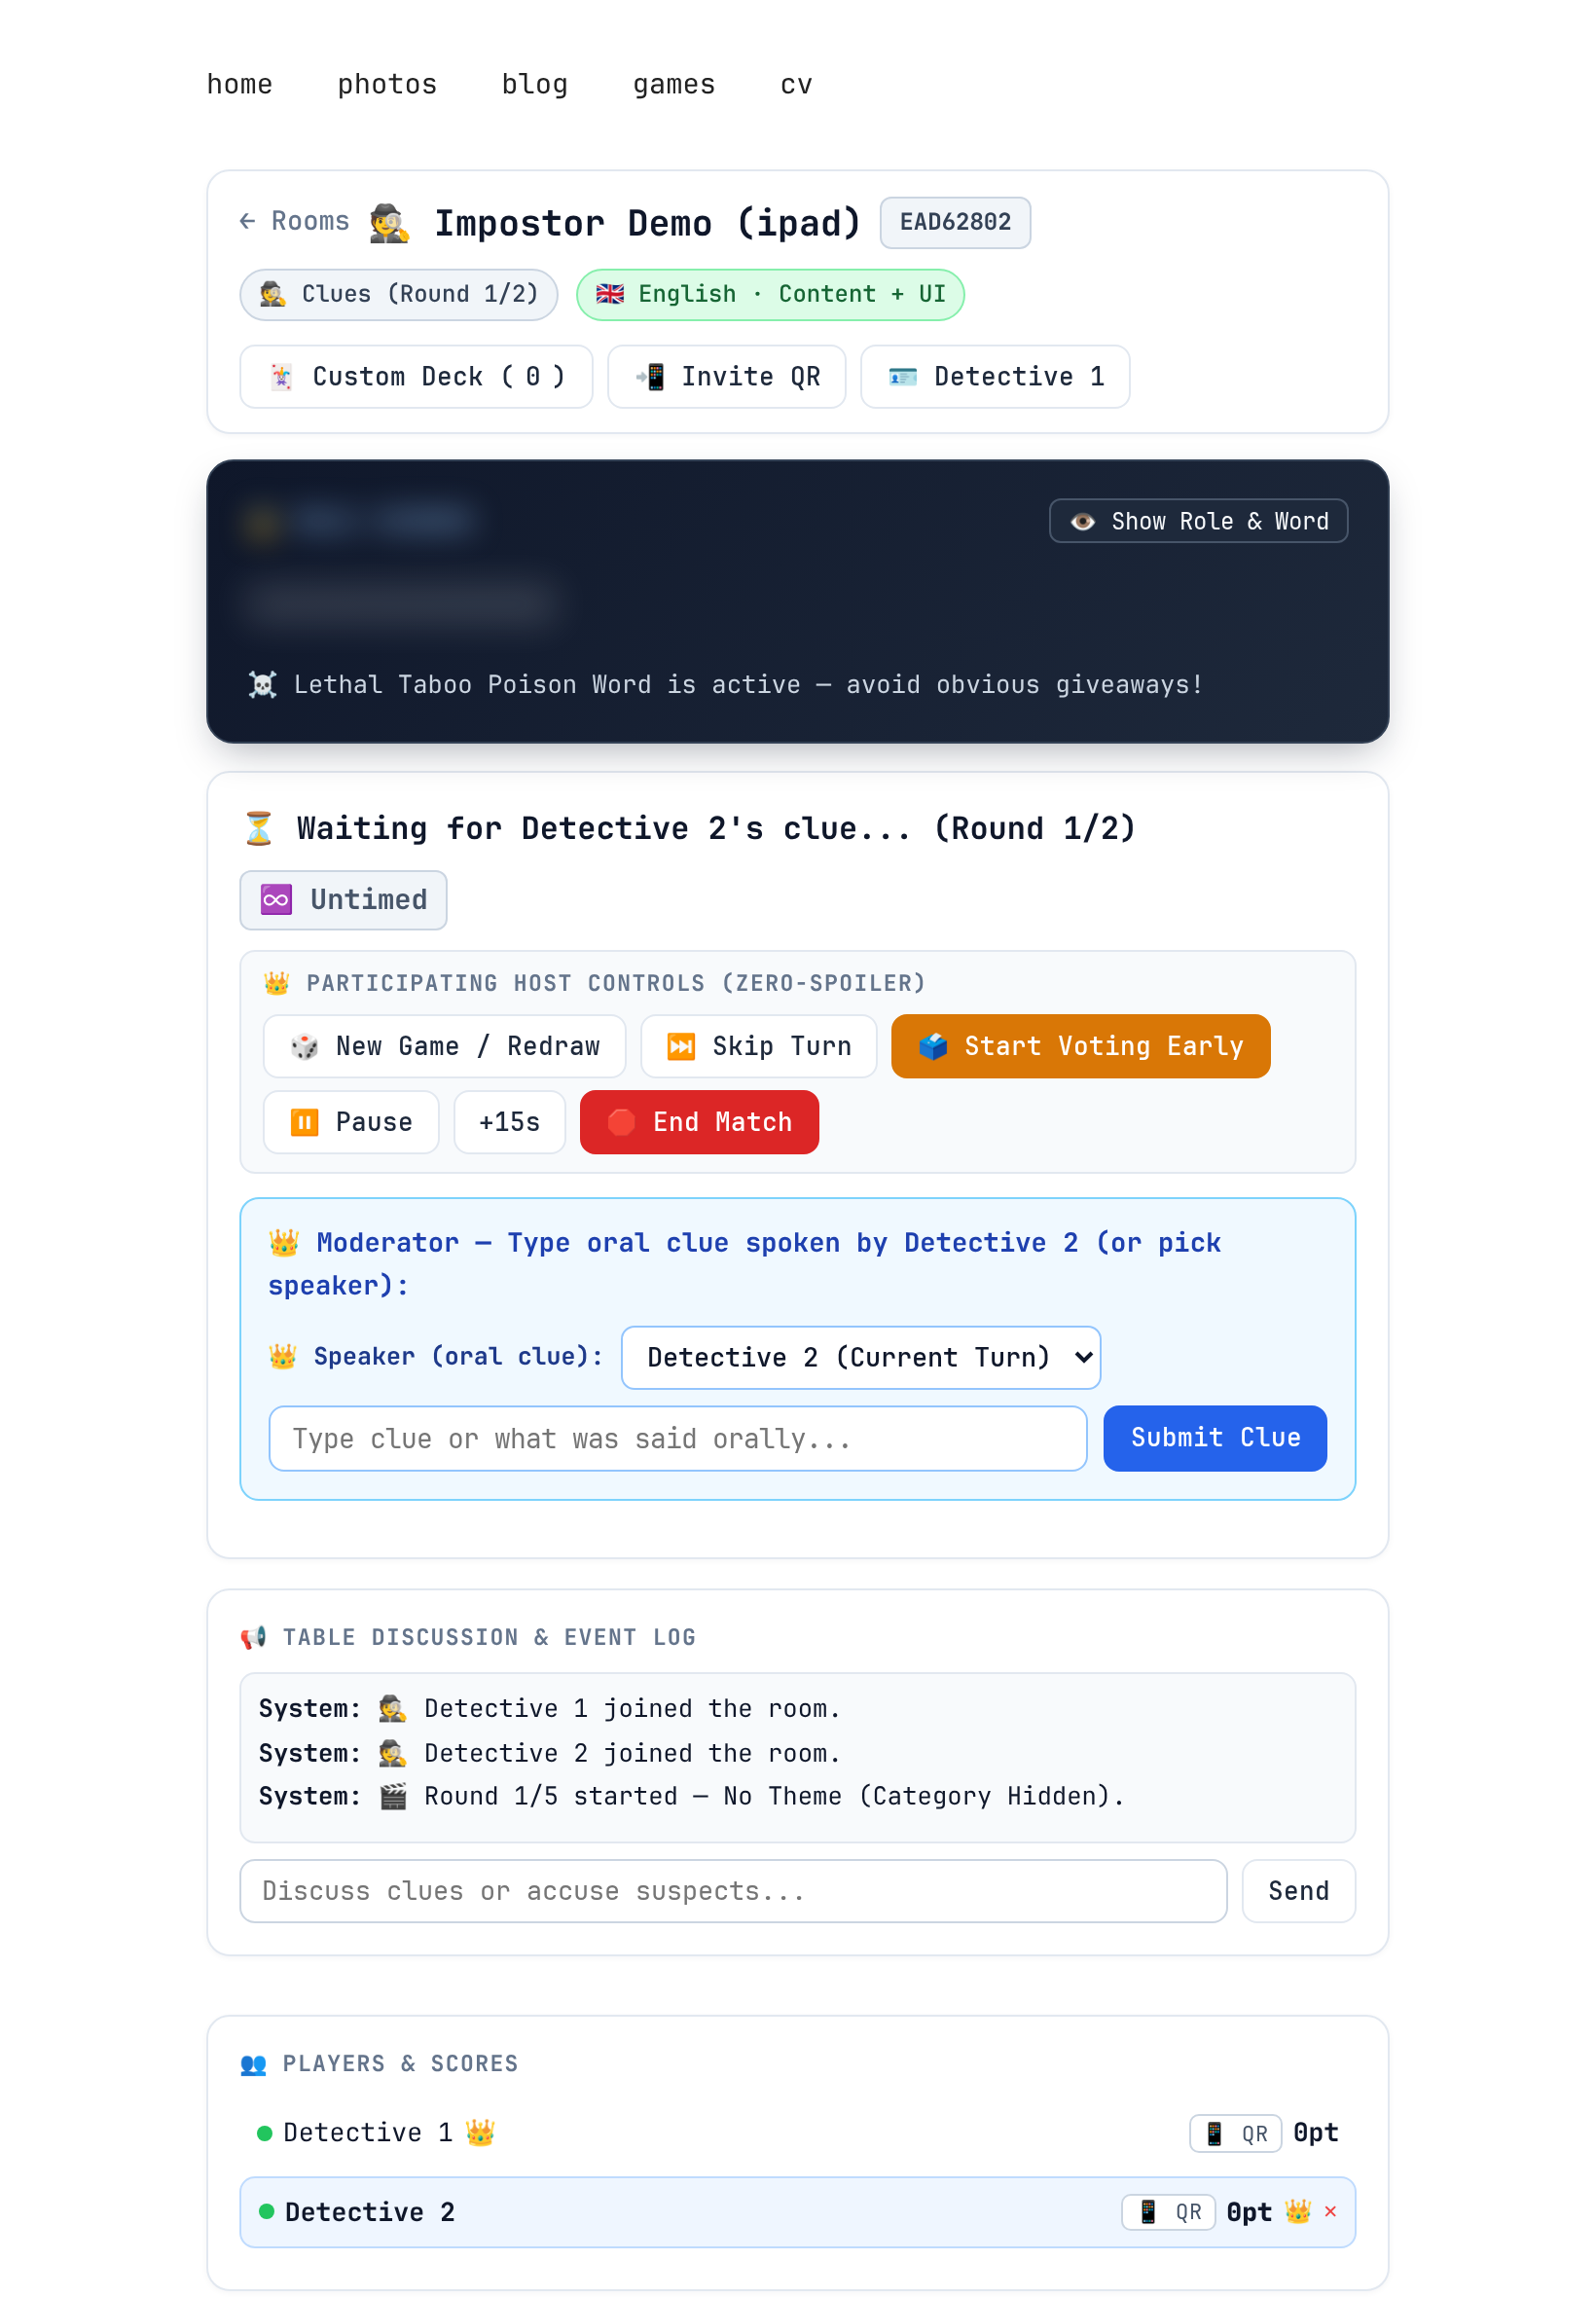 home photos blog games cv
← Rooms 🕵️ Impostor Demo (ipad) EAD62802
🕵️ Clues (Round 1/2) 🇬🇧 English · Content + UI
🃏 Custom Deck ( 0 ) 📲 Invite QR 🪪 Detective 1
👁️ Show Role & Word
☠️ Lethal Taboo Poison Word is active — avoid obvious giveaways!
⏳ Waiting for Detective 2's clue... (Round 1/2)
♾️ Untimed
👑 PARTICIPATING HOST CONTROLS (ZERO-SPOILER)
🎲 New Game / Redraw ⏭️ Skip Turn 🗳️ Start Voting Early
⏸️ Pause +15s 🛑 End Match
👑 Moderator — Type oral clue spoken by Detective 2 (or pick
speaker):
👑 Speaker (oral clue): Detective 2 (Current Turn)
Type clue or what was said orally... Submit Clue
📢 TABLE DISCUSSION & EVENT LOG
System: 🕵️ Detective 1 joined the room.
System: 🕵️ Detective 2 joined the room.
System: 🎬 Round 1/5 started — No Theme (Category Hidden).
Discuss clues or accuse suspects... Send
👥 PLAYERS & SCORES
Detective 1 👑 📱 QR 0pt
Detective 2 📱 QR 0pt 👑 ×